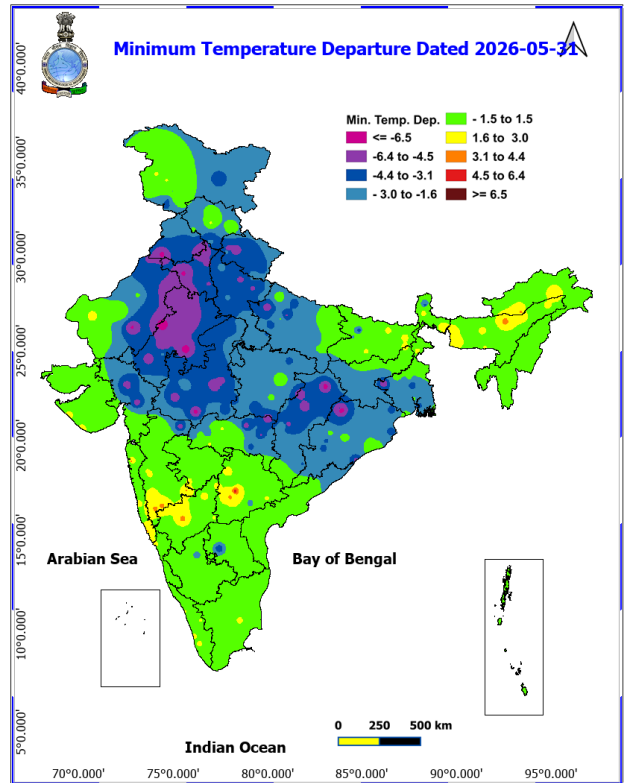 Minimum Temperature Departure Dated 2026-05-31
Min. Temp. Dep.
<= -6.5
-6.4 to -4.5
-4.4 to -3.1
- 3.0 to -1.6
- 1.5 to 1.5
1.6 to 3.0
3.1 to 4.4
4.5 to 6.4
>= 6.5
40°0.000'
35°0.000'
30°0.000'
25°0.000'
20°0.000'
15°0.000'
10°0.000'
5°0.000'
Arabian Sea
Bay of Bengal
Indian Ocean
0 250 500 km
70°0.000' 75°0.000' 80°0.000' 85°0.000' 90°0.000' 95°0.000'